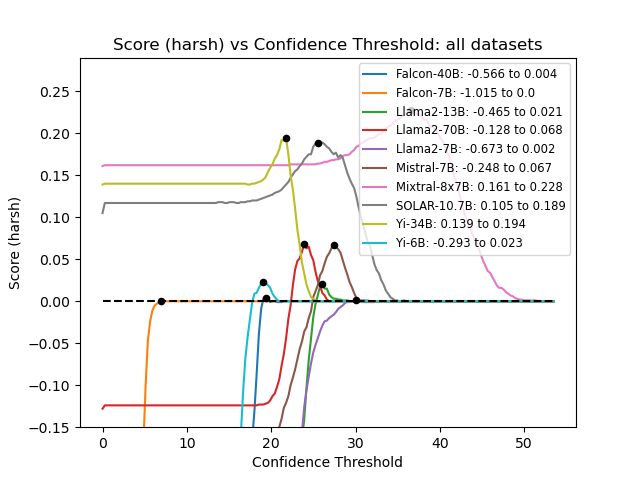 Score (harsh) vs Confidence Threshold: all datasets
Falcon-40B: -0.566 to 0.004
Falcon-7B: -1.015 to 0.0
Llama2-13B: -0.465 to 0.021
Llama2-70B: -0.128 to 0.068
Llama2-7B: -0.673 to 0.002
Mistral-7B: -0.248 to 0.067
Mixtral-8x7B: 0.161 to 0.228
SOLAR-10.7B: 0.105 to 0.189
Yi-34B: 0.139 to 0.194
Yi-6B: -0.293 to 0.023
Score (harsh)
0.25
0.20
0.15
0.10
0.05
0.00
−0.05
−0.10
−0.15
0 10 20 30 40 50
Confidence Threshold